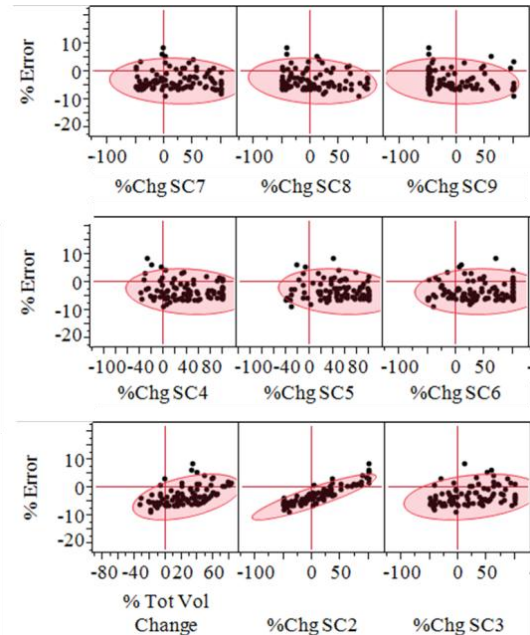 % Error
10
0
-10
-20
-100 0 50 -100 0 50 -100 0 50
%Chg SC7 %Chg SC8 %Chg SC9
% Error
10
0
-10
-20
-100 -40 0 40 80 -100 -40 0 40 80 -100 0 50
%Chg SC4 %Chg SC5 %Chg SC6
% Error
10
0
-10
-20
-80 -40 0 20 60 -100 0 50 -100 0 50
% Tot Vol
Change %Chg SC2 %Chg SC3